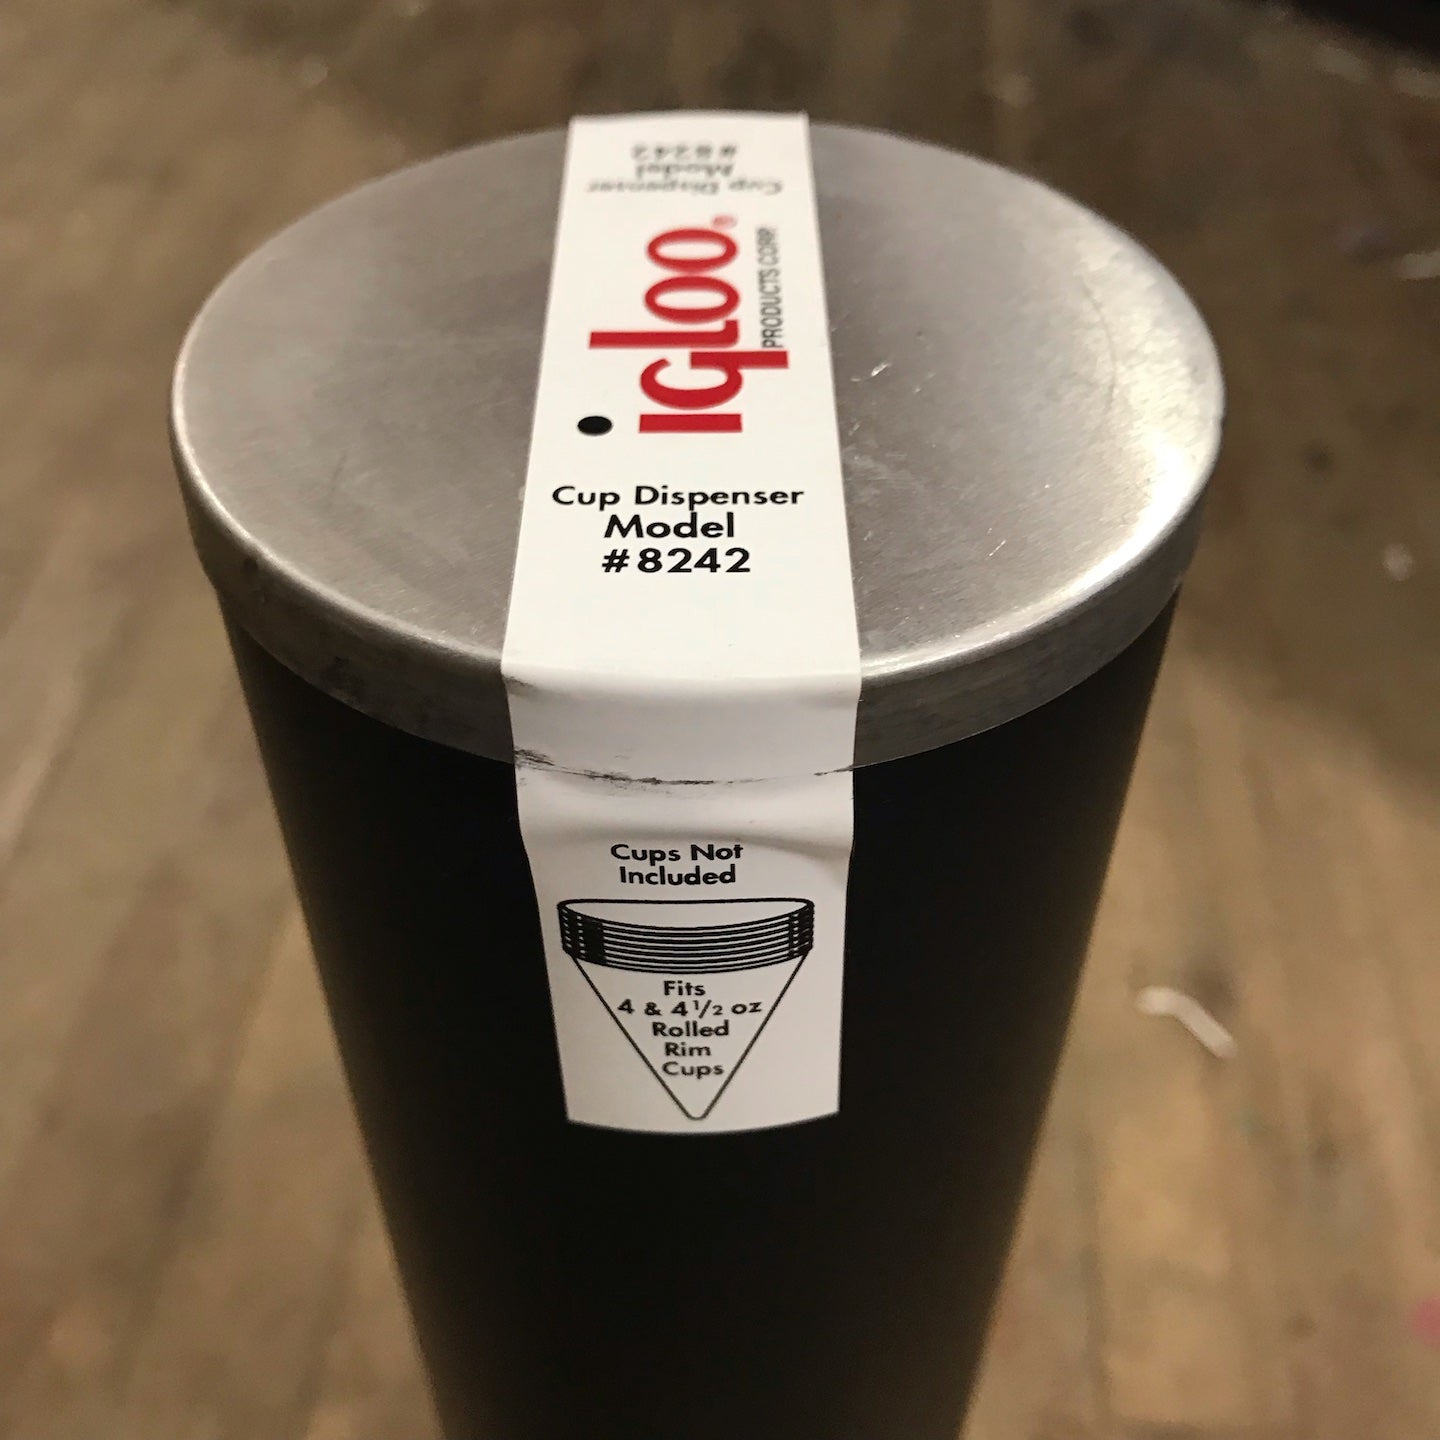 Cup Dispenser
Model
#8242
igloo®
PRODUCTS CORP.
Cup Dispenser
Model
#8242
Cups Not
Included
Fits
4 & 4 1/2 oz
Rolled
Rim
Cups